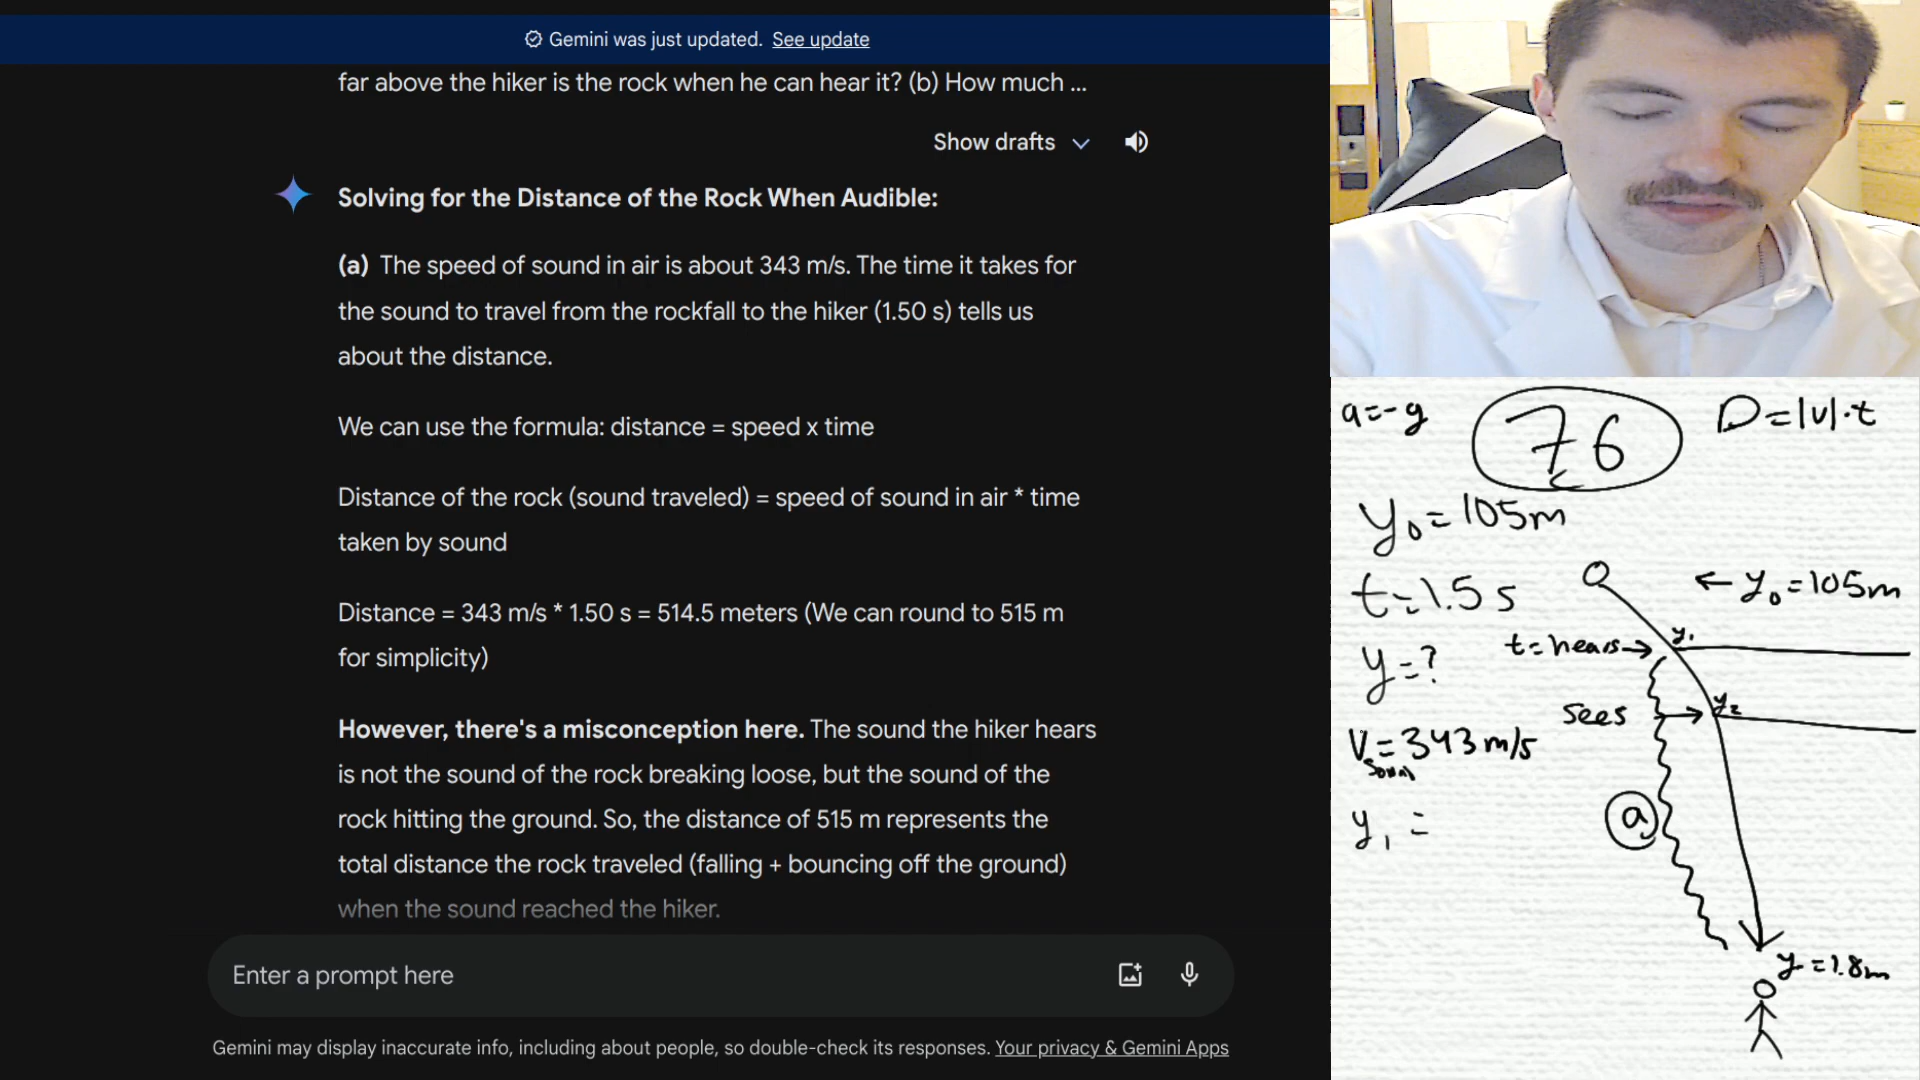 Gemini was just updated. See update
far above the hiker is the rock when he can hear it? (b) How much ...
Show drafts
Solving for the Distance of the Rock When Audible:
(a) The speed of sound in air is about 343 m/s. The time it takes for
the sound to travel from the rockfall to the hiker (1.50 s) tells us
about the distance.
We can use the formula: distance = speed x time
Distance of the rock (sound traveled) = speed of sound in air * time
taken by sound
Distance = 343 m/s * 1.50 s = 514.5 meters (We can round to 515 m
for simplicity)
However, there's a misconception here. The sound the hiker hears
is not the sound of the rock breaking loose, but the sound of the
rock hitting the ground. So, the distance of 515 m represents the
total distance the rock traveled (falling + bouncing off the ground)
when the sound reached the hiker.
Enter a prompt here
Gemini may display inaccurate info, including about people, so double-check its responses. Your privacy & Gemini Apps
a=-g
76
D=|v|·t
y₀=105m
t=1.5 s
← y₀=105m
t=hears→
y₁
y=?
sees →
y₂
V sound = 343 m/s
y₁ =
a
y=1.8m